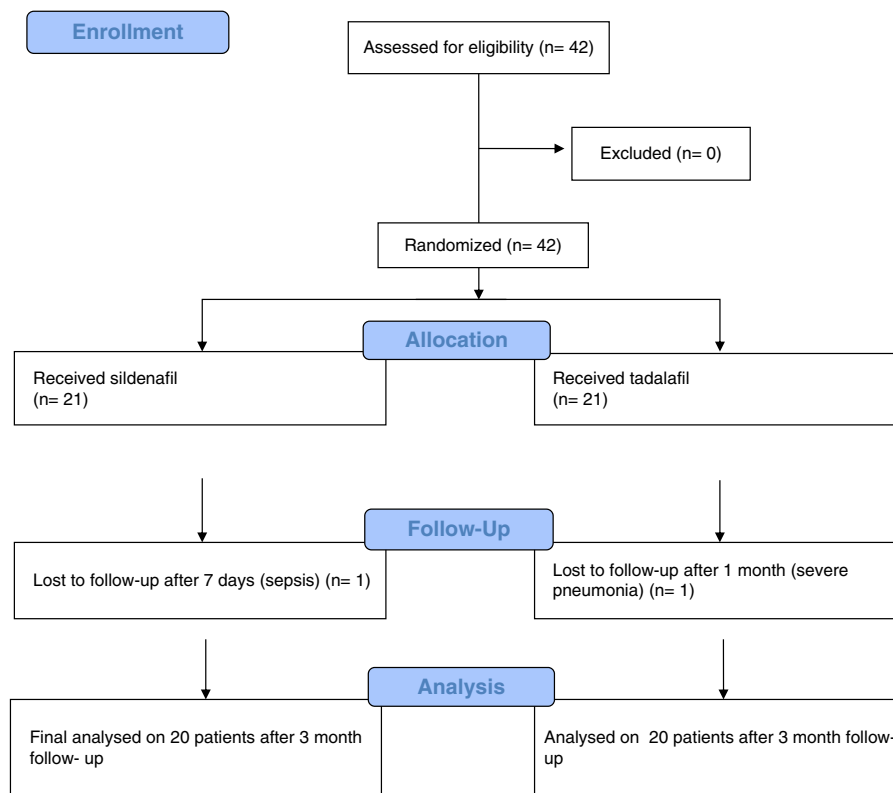 Enrollment
Assessed for eligibility (n= 42)
Excluded (n= 0)
Randomized (n= 42)
Allocation
Received sildenafil
(n= 21)
Received tadalafil
(n= 21)
Follow-Up
Lost to follow-up after 7 days (sepsis) (n= 1)
Lost to follow-up after 1 month (severe
pneumonia) (n= 1)
Analysis
Final analysed on 20 patients after 3 month
follow- up
Analysed on  20 patients after 3 month follow-
up